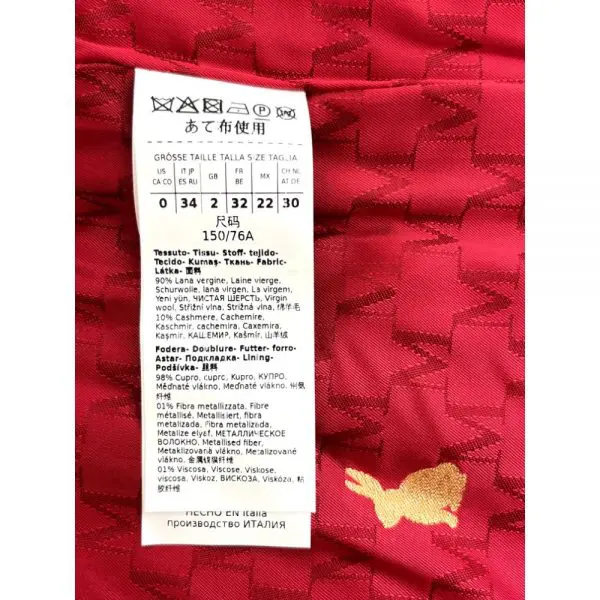 あて布使用
GRÖSSE TAILLE TALLA SIZE TAGLIA
US CA CO IT JP ES RU GB FR BE MX CH NL AT DE
0 34 2 32 22 30
尺码
150/76A
Tessuto- Tissu- Stoff- tejido-
Tecido- Kumaş- Ткань- Fabric-
Látka- 面料
90% Lana vergine, Laine vierge,
Schurwolle, lana virgen, La virgem,
Yeni yün, ЧИСТАЯ ШЕРСТЬ, Virgin
wool, Střižní vlna, Strižná vlna, 绵羊毛
10% Cashmere, Cachemire,
Kaschmir, cachemira, Caxemira,
Kaşmir, КАШЕМИР, Kašmír, 山羊绒
Fodera- Doublure- Futter- forro-
Astar- Подкладка- Lining-
Podšívka- 里料
98% Cupro, cupro, Kupro, КУПРО,
Měďnaté vlákno, Meďnaté vlákno, 铜氨
纤维
01% Fibra metallizzata, Fibre
métallisé, Metallisiert, fibra
metalizada, Fibra metalizada,
Metalize elyaf, МЕТАЛЛИЧЕСКОЕ
ВОЛОКНО, Metallised fiber,
Metaklizovaná vlákno, Metalizované
vlákno, 金属镀膜纤维
01% Viscosa, Viscose, Viskose,
viscosa, Viskoz, ВИСКОЗА, Viskóza, 粘
胶纤维
HECHO EN Italia
производство ИТАЛИЯ